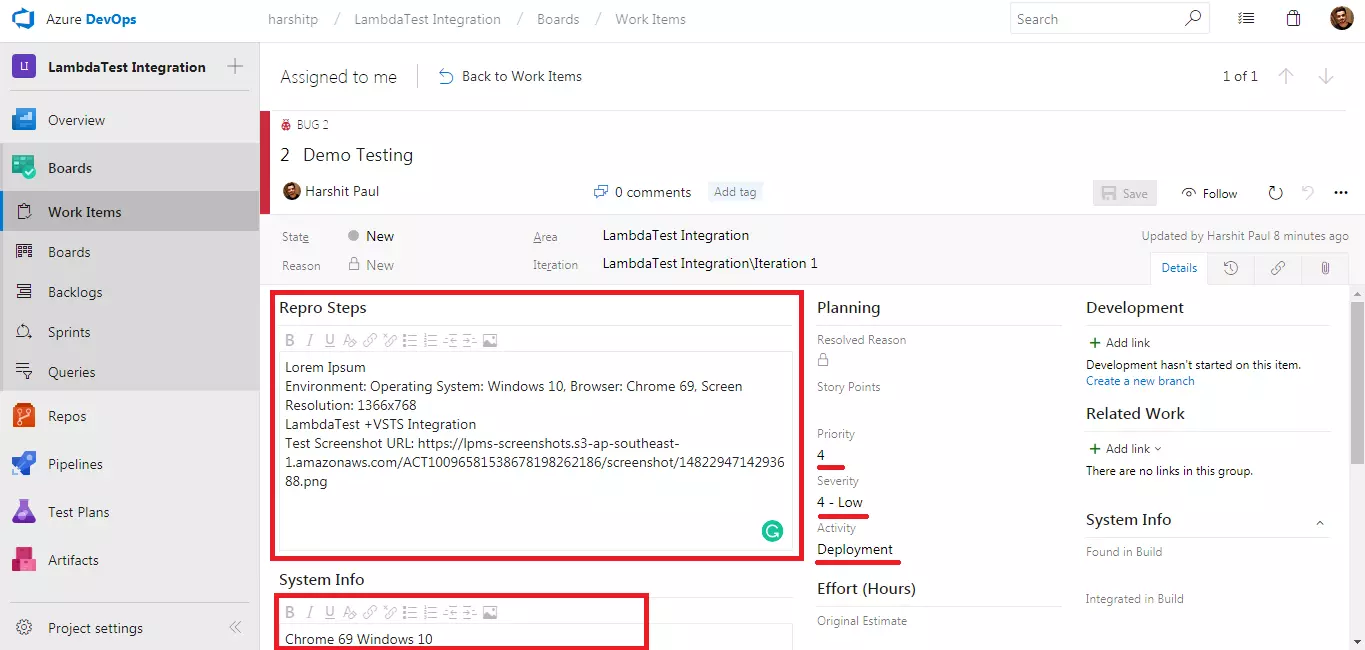 Azure DevOps
harshitp / LambdaTest Integration / Boards / Work Items
Search
LI LambdaTest Integration
Overview
Boards
Work Items
Boards
Backlogs
Sprints
Queries
Repos
Pipelines
Test Plans
Artifacts
Project settings
Assigned to me
Back to Work Items
1 of 1
BUG 2
2 Demo Testing
Harshit Paul
0 comments
Add tag
Save
Follow
State
New
Area
LambdaTest Integration
Updated by Harshit Paul 8 minutes ago
Reason
New
Iteration
LambdaTest Integration\Iteration 1
Details
Repro Steps
B I U
Lorem Ipsum
Environment: Operating System: Windows 10, Browser: Chrome 69, Screen
Resolution: 1366x768
LambdaTest +VSTS Integration
Test Screenshot URL: https://lpms-screenshots.s3-ap-southeast-
1.amazonaws.com/ACT10096581538678198262186/screenshot/14822947142936
88.png
System Info
B I U
Chrome 69 Windows 10
Planning
Resolved Reason
Story Points
Priority
4
Severity
4 - Low
Activity
Deployment
Effort (Hours)
Original Estimate
Development
+ Add link
Development hasn't started on this item.
Create a new branch
Related Work
+ Add link
There are no links in this group.
System Info
Found in Build
Integrated in Build